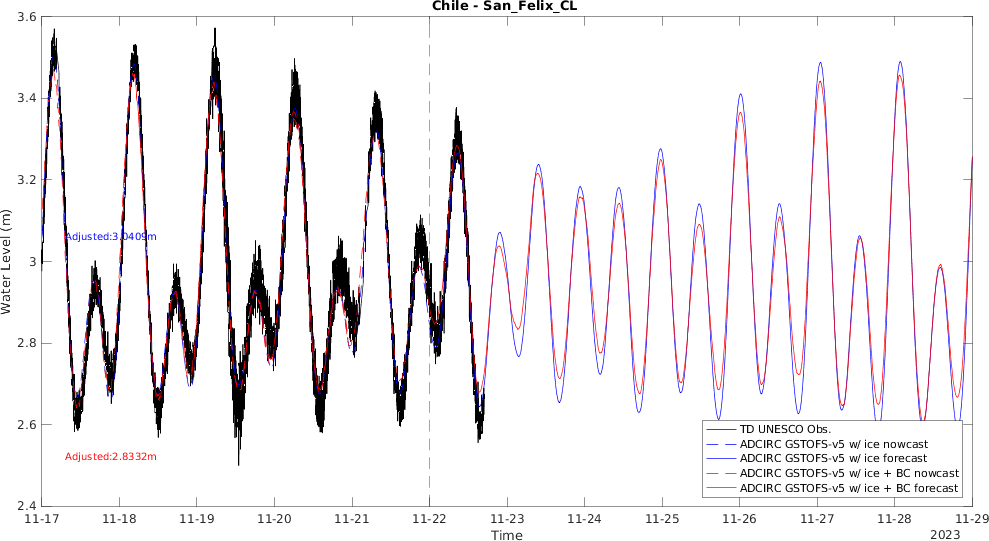 Chile - San_Felix_CL
3.6
3.4
3.2
3
2.8
2.6
2.4
Water Level (m)
Adjusted:3.0409m
Adjusted:2.8332m
TD UNESCO Obs.
ADCIRC GSTOFS-v5 w/ ice nowcast
ADCIRC GSTOFS-v5 w/ ice forecast
ADCIRC GSTOFS-v5 w/ ice + BC nowcast
ADCIRC GSTOFS-v5 w/ ice + BC forecast
11-17 11-18 11-19 11-20 11-21 11-22 11-23 11-24 11-25 11-26 11-27 11-28 11-29
Time
2023